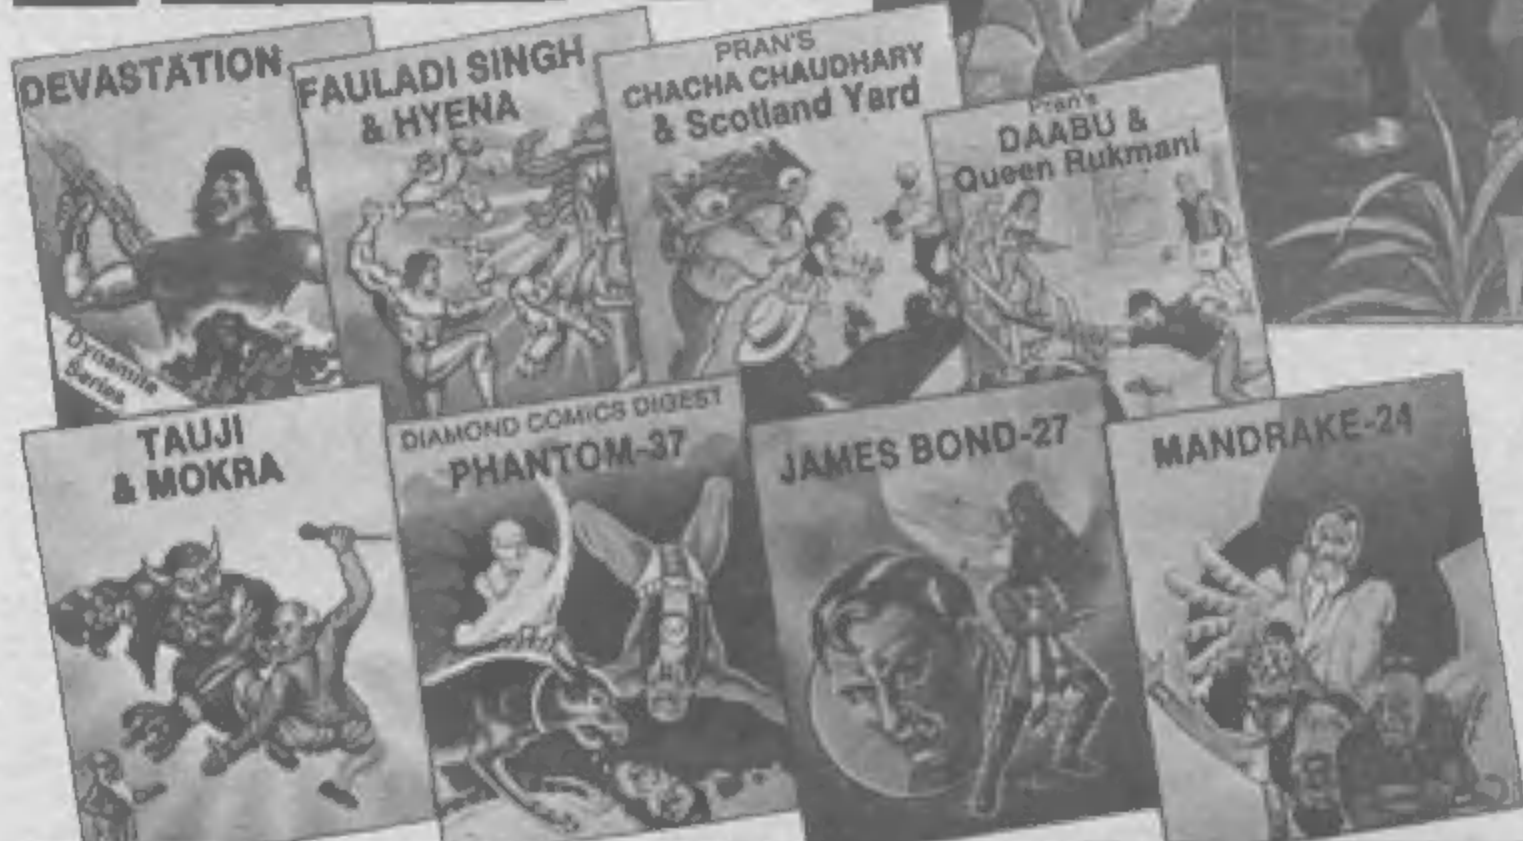 DEVASTATION
Dynamite
Series
FAULADI SINGH
& HYENA
PRAN'S
CHACHA CHAUDHARY
& Scotland Yard
Pran's
DAABU &
Queen Rukmani
TAUJI
& MOKRA
DIAMOND COMICS DIGEST
PHANTOM-37
JAMES BOND-27
MANDRAKE-24